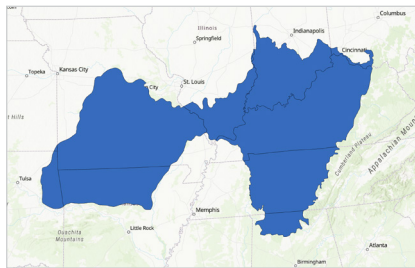 Columbus
Illinois
Indianapolis
Springfield
Cincinnati
Kansas City
Topeka
St. Louis
City
t Hills
Cumberland Plateau
Appalachian Mou
Tulsa
Memphis
Ouachita
Mountains
Little Rock
Atlanta
Birmingham